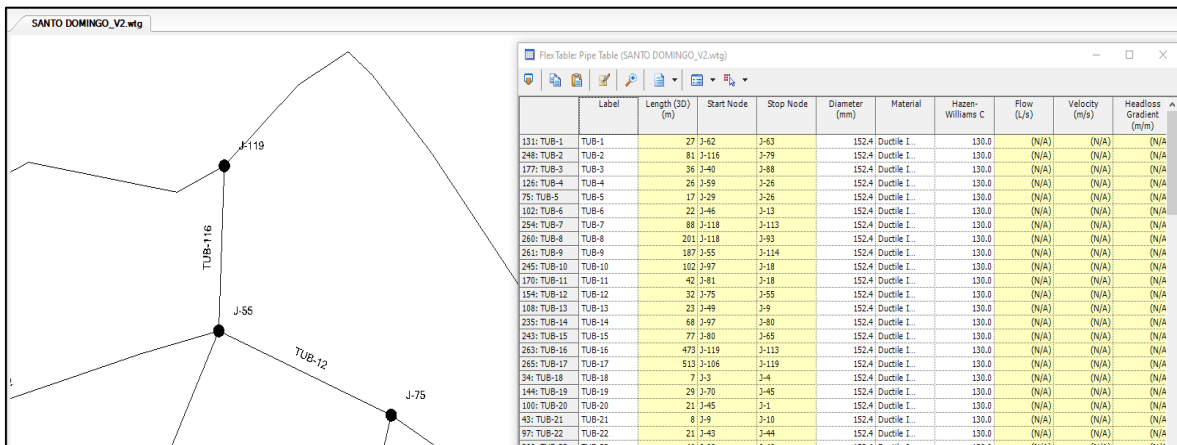 SANTO DOMINGO_V2.wtg
J-119
TUB-116
J-55
TUB-12
J-75
FlexTable: Pipe Table (SANTO DOMINGO_V2.wtg)
Label Length (3D) (m) Start Node Stop Node Diameter (mm) Material Hazen-Williams C Flow (L/s) Velocity (m/s) Headloss Gradient (m/m)
131: TUB-1 TUB-1 27 J-62 J-63 152.4 Ductile I... 130.0 (N/A) (N/A) (N/A
248: TUB-2 TUB-2 81 J-116 J-79 152.4 Ductile I... 130.0 (N/A) (N/A) (N/A
177: TUB-3 TUB-3 36 J-40 J-88 152.4 Ductile I... 130.0 (N/A) (N/A) (N/A
126: TUB-4 TUB-4 26 J-59 J-26 152.4 Ductile I... 130.0 (N/A) (N/A) (N/A
75: TUB-5 TUB-5 17 J-29 J-26 152.4 Ductile I... 130.0 (N/A) (N/A) (N/A
102: TUB-6 TUB-6 22 J-46 J-13 152.4 Ductile I... 130.0 (N/A) (N/A) (N/A
254: TUB-7 TUB-7 88 J-118 J-113 152.4 Ductile I... 130.0 (N/A) (N/A) (N/A
260: TUB-8 TUB-8 201 J-118 J-93 152.4 Ductile I... 130.0 (N/A) (N/A) (N/A
261: TUB-9 TUB-9 187 J-55 J-114 152.4 Ductile I... 130.0 (N/A) (N/A) (N/A
245: TUB-10 TUB-10 102 J-97 J-18 152.4 Ductile I... 130.0 (N/A) (N/A) (N/A
170: TUB-11 TUB-11 42 J-81 J-18 152.4 Ductile I... 130.0 (N/A) (N/A) (N/A
154: TUB-12 TUB-12 32 J-75 J-55 152.4 Ductile I... 130.0 (N/A) (N/A) (N/A
108: TUB-13 TUB-13 23 J-49 J-9 152.4 Ductile I... 130.0 (N/A) (N/A) (N/A
235: TUB-14 TUB-14 68 J-97 J-80 152.4 Ductile I... 130.0 (N/A) (N/A) (N/A
243: TUB-15 TUB-15 77 J-80 J-65 152.4 Ductile I... 130.0 (N/A) (N/A) (N/A
263: TUB-16 TUB-16 473 J-119 J-113 152.4 Ductile I... 130.0 (N/A) (N/A) (N/A
265: TUB-17 TUB-17 513 J-106 J-119 152.4 Ductile I... 130.0 (N/A) (N/A) (N/A
34: TUB-18 TUB-18 7 J-3 J-4 152.4 Ductile I... 130.0 (N/A) (N/A) (N/A
144: TUB-19 TUB-19 29 J-70 J-45 152.4 Ductile I... 130.0 (N/A) (N/A) (N/A
100: TUB-20 TUB-20 21 J-45 J-1 152.4 Ductile I... 130.0 (N/A) (N/A) (N/A
43: TUB-21 TUB-21 8 J-9 J-10 152.4 Ductile I... 130.0 (N/A) (N/A) (N/A
97: TUB-22 TUB-22 21 J-43 J-44 152.4 Ductile I... 130.0 (N/A) (N/A) (N/A